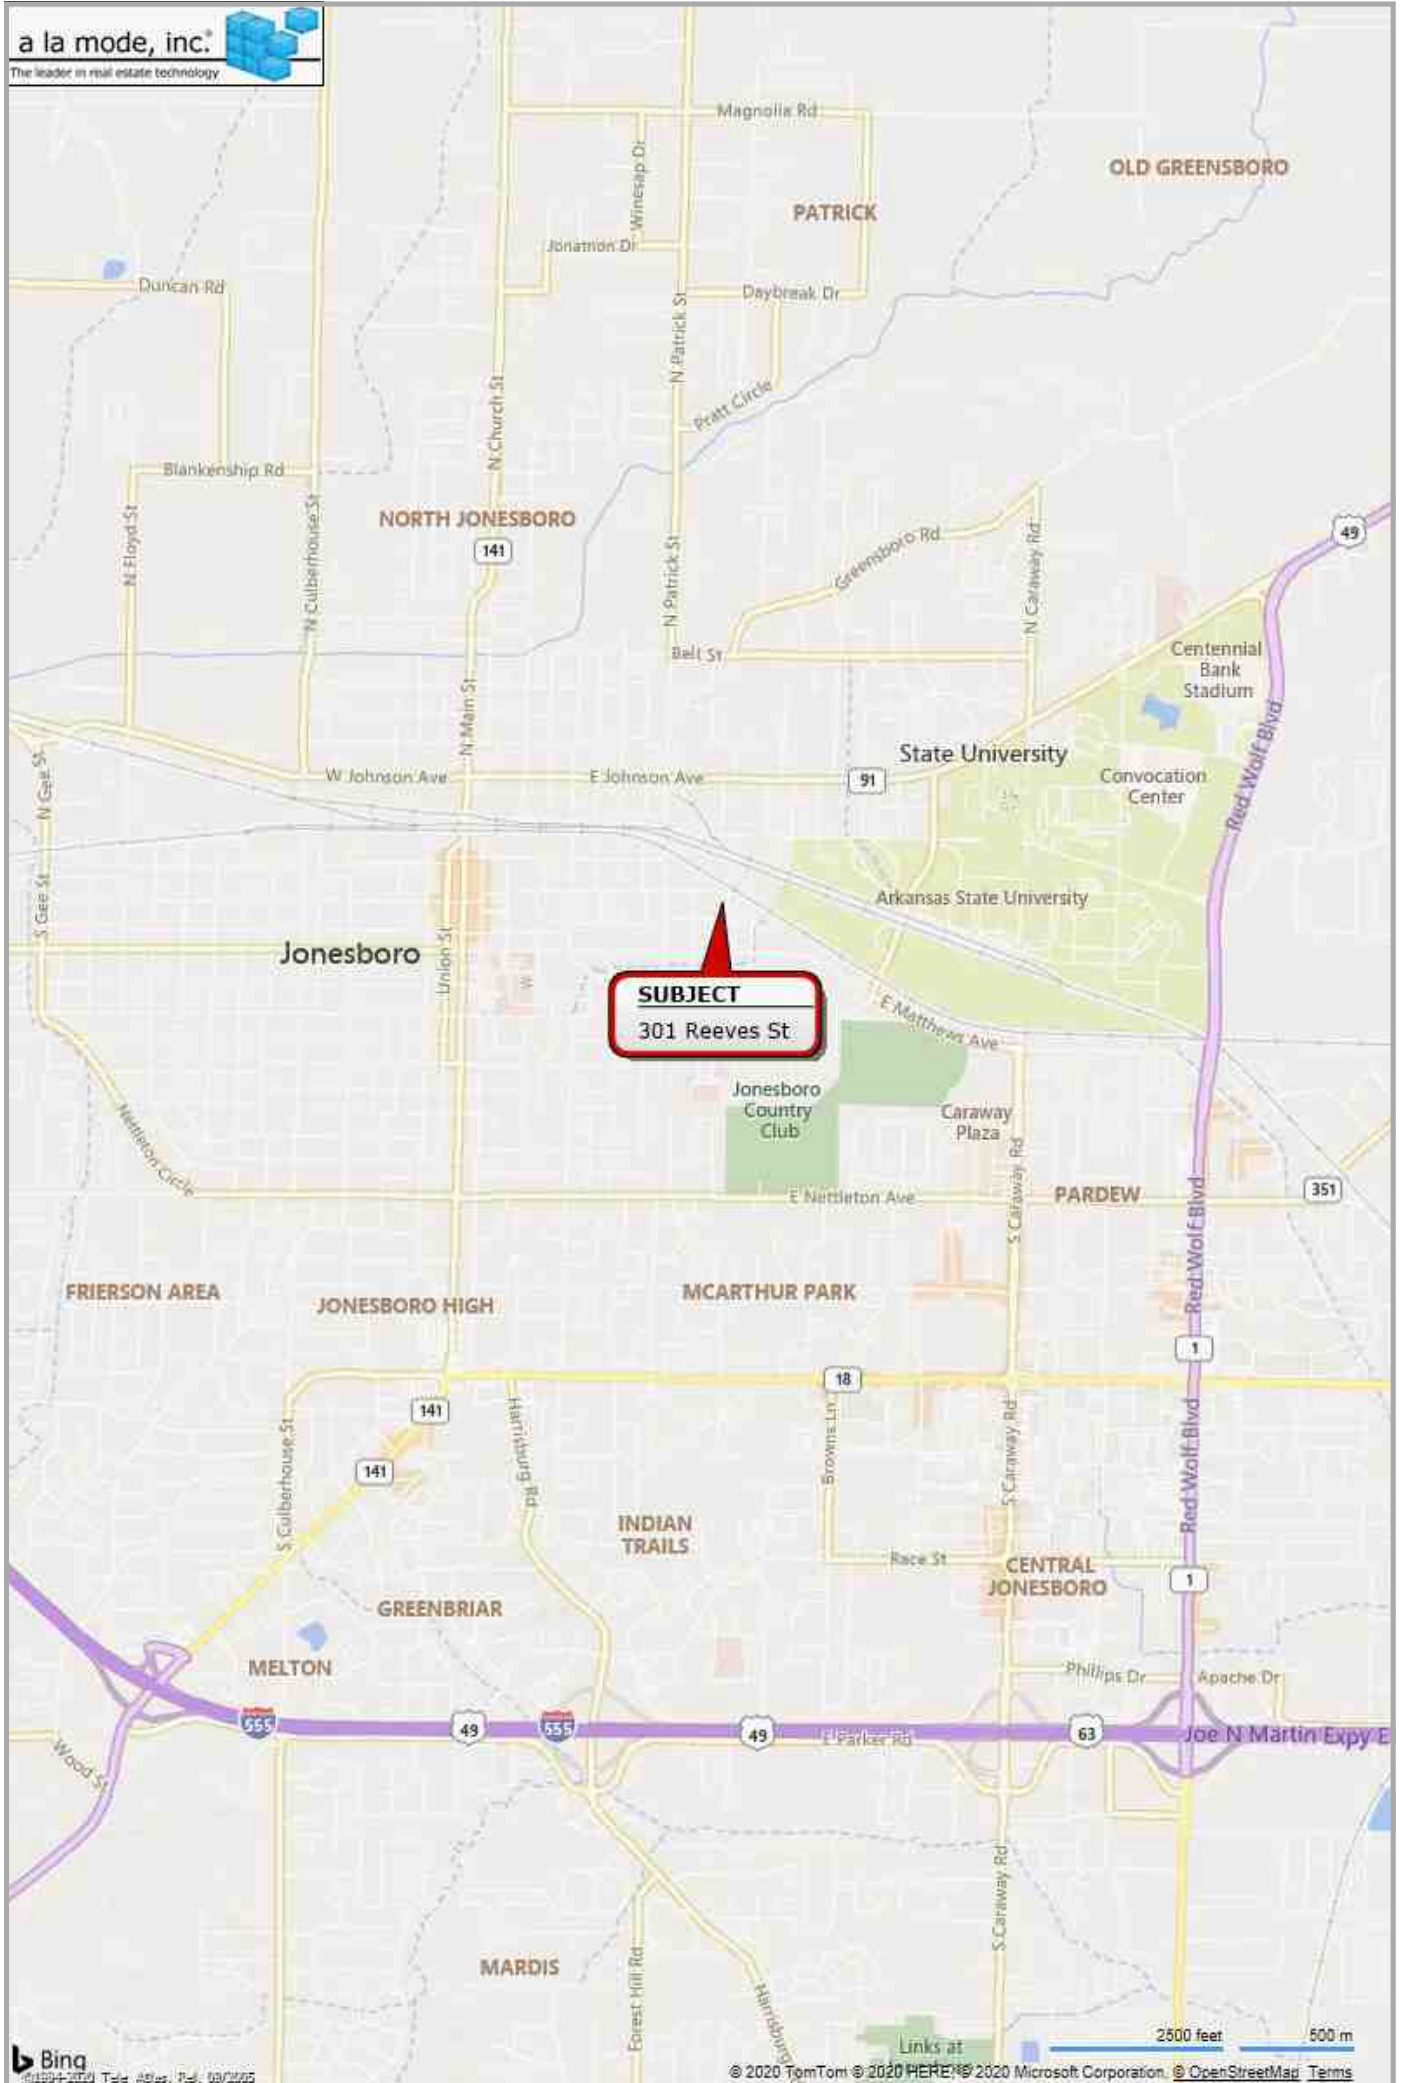 a la mode, inc.
The leader in real estate technology
Magnolia Rd
Winesap Dr
OLD GREENSBORO
PATRICK
Jonathon Dr
Duncan Rd
Daybreak Dr
N Patrick St
N Church St
Pratt Circle
Blankenship Rd
N Floyd St
N Culberhouse St
NORTH JONESBORO
141
49
Greensboro Rd
N Caraway Rd
N Patrick St
Belt St
Centennial
Bank
Stadium
N Main St
Red Wolf Blvd
State University
W Johnson Ave
E Johnson Ave
91
Convocation
Center
N Gee St
S Gee St
Arkansas State University
Jonesboro
Union St
SUBJECT
301 Reeves St
E Matthews Ave
Jonesboro
Country
Club
Caraway
Plaza
Nettleton Circle
E Nettleton Ave
S Caraway Rd
PARDEW
351
Red Wolf Blvd
FRIERSON AREA
JONESBORO HIGH
MCARTHUR PARK
1
18
141
Harrisburg Rd
Browns Ln
S Caraway Rd
Red Wolf Blvd
S Culberhouse St
141
INDIAN
TRAILS
Race St
CENTRAL
JONESBORO
1
GREENBRIAR
MELTON
Phillips Dr
Apache Dr
555
49
555
49
E Parker Rd
63
Joe N Martin Expy E
Wood St
S Caraway Rd
MARDIS
Forest Hill Rd
Harrisburg
Links at
2500 feet
500 m
Bing
© 2020 TomTom © 2020 HERE, © 2020 Microsoft Corporation, © OpenStreetMap Terms